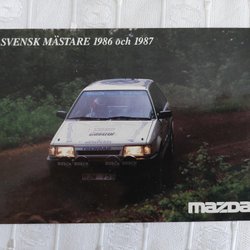 SVENSK MÄSTARE 1986 och 1987
mazda